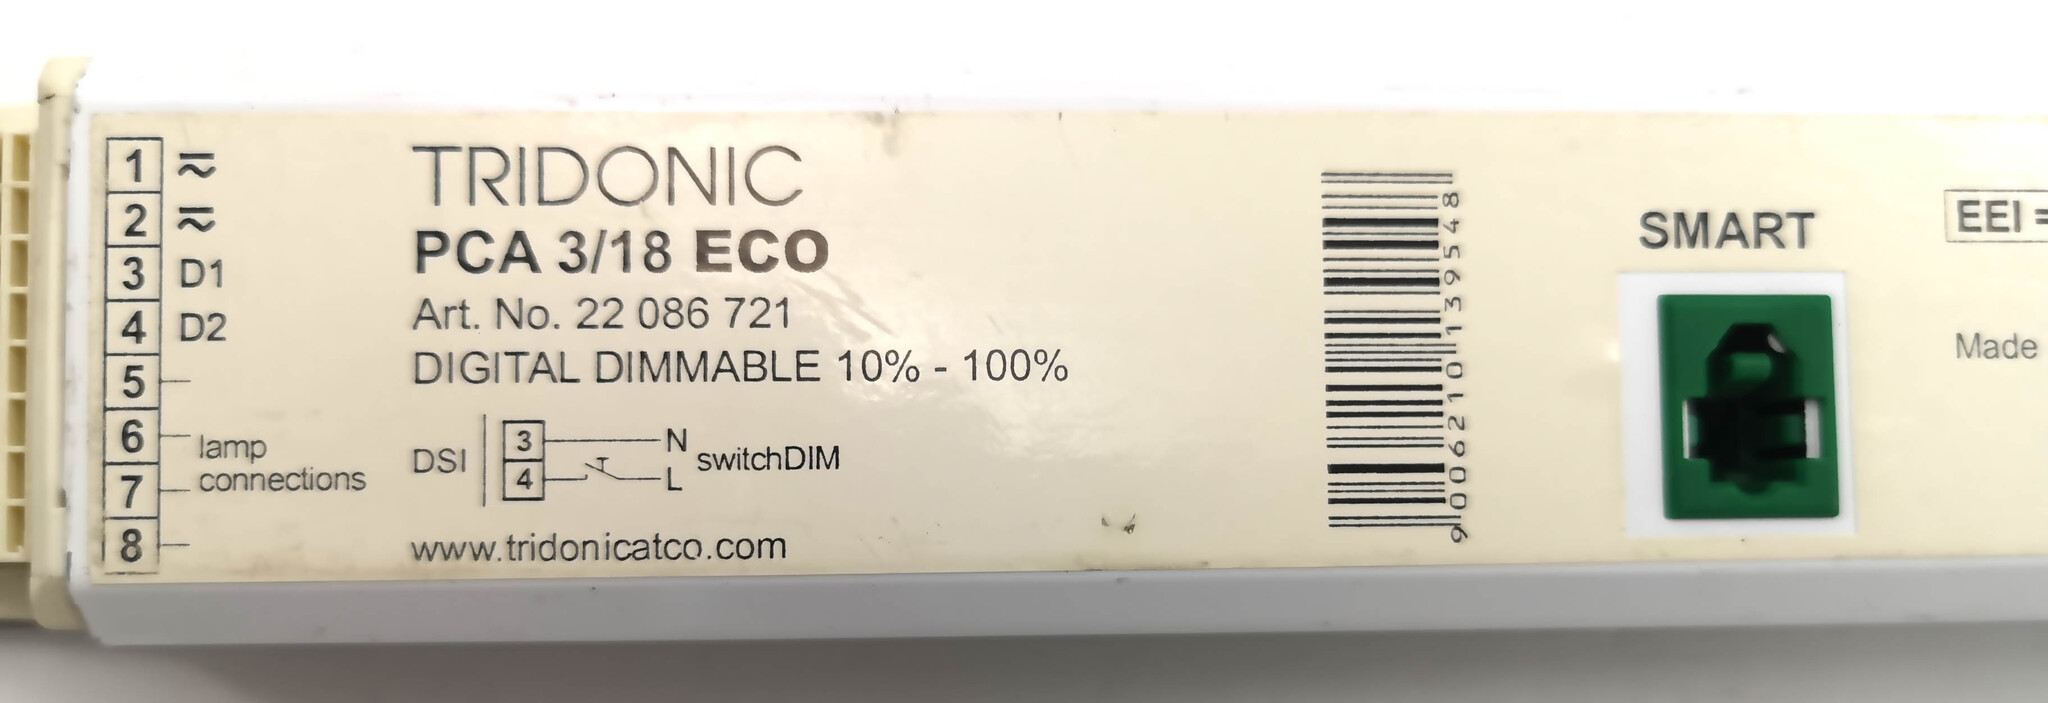 1 ≂
2 ≂
3 D1
4 D2
5
6
7
8
lamp
connections
TRIDONIC
PCA 3/18 ECO
Art. No. 22 086 721
DIGITAL DIMMABLE 10% - 100%
DSI
3 N
4 L
switchDIM
www.tridonicatco.com
9006210139548
SMART
EEI =
Made